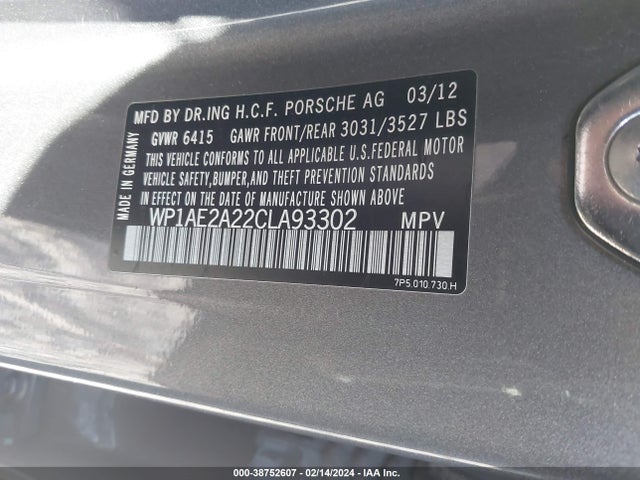 MFD BY DR.ING H.C.F. PORSCHE AG 03/12
GVWR 6415 GAWR FRONT/REAR 3031/3527 LBS
THIS VEHICLE CONFORMS TO ALL APPLICABLE U.S.FEDERAL MOTOR
VEHICLE SAFETY,BUMPER,AND THEFT PREVENTION STANDARDS
IN EFFECT ON THE DATE OF MANUFACTURE SHOWN ABOVE.
WP1AE2A22CLA93302 MPV
7P5.010.730.H
MADE IN GERMANY
000-38752607 - 02/14/2024 - IAA Inc.